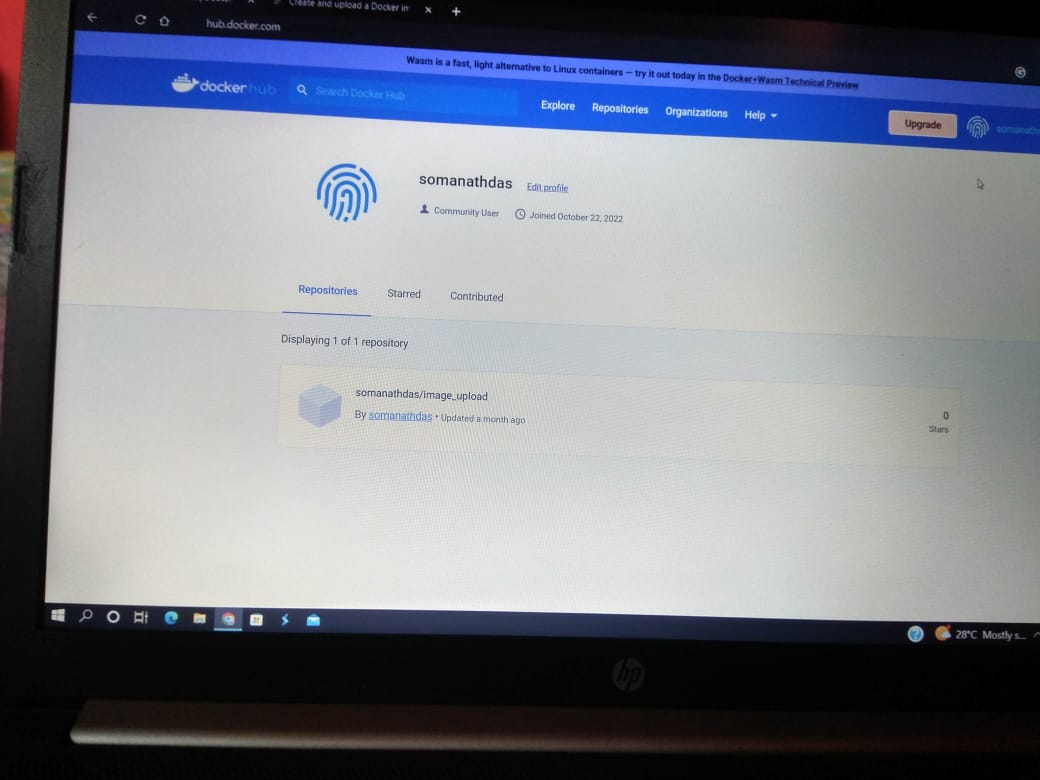 Create and upload a Docker im
hub.docker.com
Wasm is a fast, light alternative to Linux containers — try it out today in the Docker+Wasm Technical Preview
docker hub
Search Docker Hub
Explore
Repositories
Organizations
Help
Upgrade
somanathdas
Edit profile
Community User
Joined October 22, 2022
Repositories
Starred
Contributed
Displaying 1 of 1 repository
somanathdas/image_upload
By somanathdas • Updated a month ago
0
Stars
28°C Mostly s...
hp